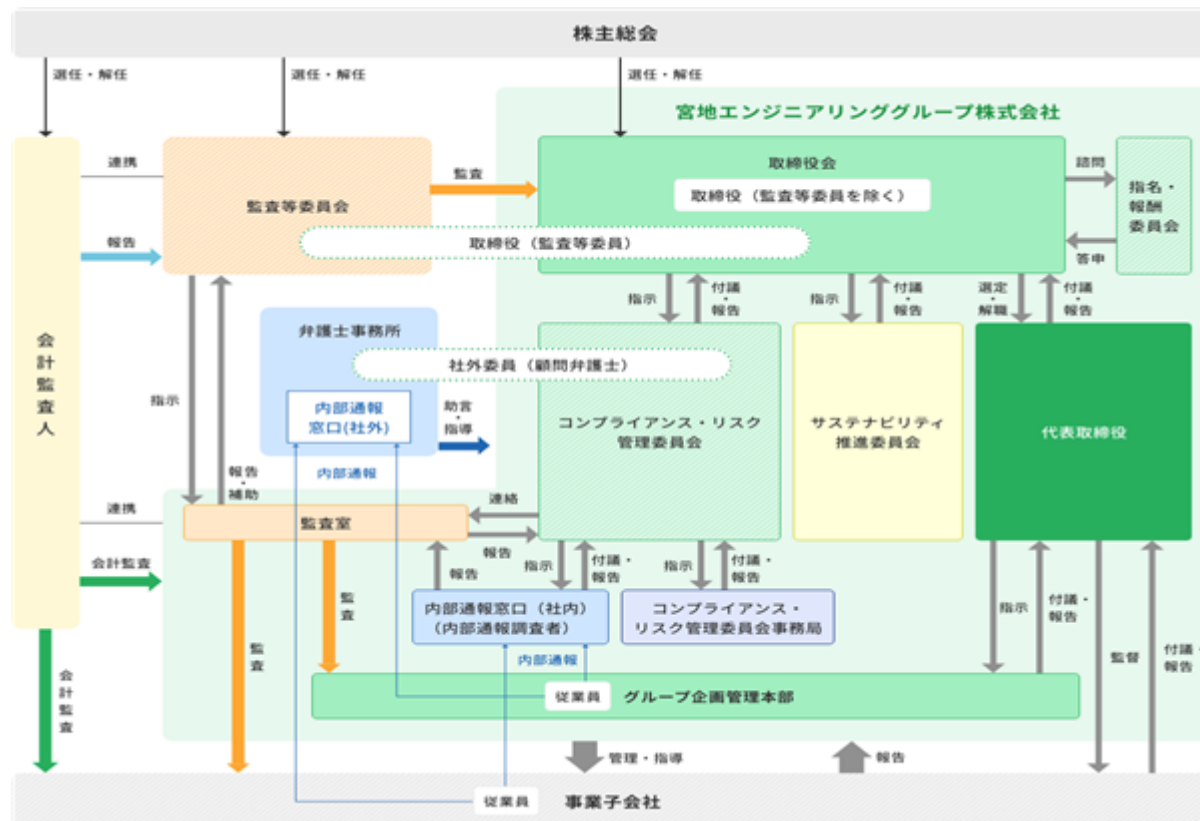 株主総会
選任・解任
選任・解任
選任・解任
宮地エンジニアリンググループ株式会社
連携
監査等委員会
監査
取締役会
取締役（監査等委員を除く）
諮問
指名・
報酬
委員会
答申
報告
取締役（監査等委員）
指示
付議・
報告
指示
付議・
報告
選定・
解職
付議・
報告
会計監査人
弁護士事務所
社外委員（顧問弁護士）
内部通報
窓口(社外)
助言・
指導
内部通報
コンプライアンス・リスク
管理委員会
サステナビリティ
推進委員会
代表取締役
指示
報告・
補助
連携
監査室
連絡
報告
会計監査
報告
指示
付議・
報告
指示
付議・
報告
監査
監査
内部通報窓口（社内）
（内部通報調査者）
コンプライアンス・
リスク管理委員会事務局
指示
付議・
報告
監督
付議・
報告
内部通報
従業員
グループ企画管理本部
会計監査
管理・指導
報告
従業員
事業子会社